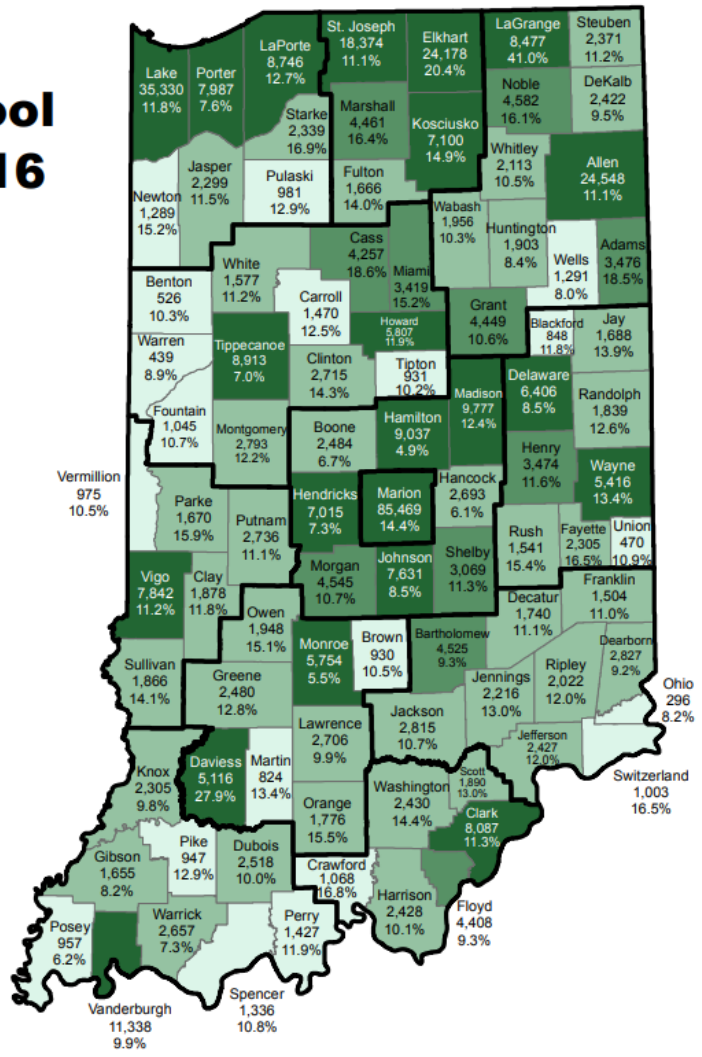 ool
16
St. Joseph
18,374
11.1%
Elkhart
24,178
20.4%
LaGrange
8,477
41.0%
Steuben
2,371
11.2%
LaPorte
8,746
12.7%
Lake
35,330
11.8%
Porter
7,987
7.6%
Noble
4,582
16.1%
DeKalb
2,422
9.5%
Starke
2,339
16.9%
Marshall
4,461
16.4%
Kosciusko
7,100
14.9%
Whitley
2,113
10.5%
Allen
24,548
11.1%
Jasper
2,299
11.5%
Pulaski
981
12.9%
Fulton
1,666
14.0%
Newton
1,289
15.2%
Wabash
1,956
10.3%
Huntington
1,903
8.4%
Wells
1,291
8.0%
Adams
3,476
18.5%
White
1,577
11.2%
Cass
4,257
18.6%
Miami
3,419
15.2%
Benton
526
10.3%
Carroll
1,470
12.5%
Grant
4,449
10.6%
Howard
5,807
11.9%
Blackford
848
11.8%
Jay
1,688
13.9%
Warren
439
8.9%
Tippecanoe
8,913
7.0%
Clinton
2,715
14.3%
Tipton
931
10.2%
Madison
9,777
12.4%
Delaware
6,406
8.5%
Randolph
1,839
12.6%
Fountain
1,045
10.7%
Montgomery
2,793
12.2%
Boone
2,484
6.7%
Hamilton
9,037
4.9%
Henry
3,474
11.6%
Wayne
5,416
13.4%
Vermillion
975
10.5%
Parke
1,670
15.9%
Putnam
2,736
11.1%
Hendricks
7,015
7.3%
Marion
85,469
14.4%
Hancock
2,693
6.1%
Rush
1,541
15.4%
Fayette
2,305
16.5%
Union
470
10.9%
Vigo
7,842
11.2%
Clay
1,878
11.8%
Morgan
4,545
10.7%
Johnson
7,631
8.5%
Shelby
3,069
11.3%
Decatur
1,740
11.1%
Franklin
1,504
11.0%
Owen
1,948
15.1%
Monroe
5,754
5.5%
Brown
930
10.5%
Bartholomew
4,525
9.3%
Dearborn
2,827
9.2%
Sullivan
1,866
14.1%
Greene
2,480
12.8%
Jennings
2,216
13.0%
Ripley
2,022
12.0%
Ohio
296
8.2%
Lawrence
2,706
9.9%
Jackson
2,815
10.7%
Jefferson
2,427
12.0%
Switzerland
1,003
16.5%
Knox
2,305
9.8%
Daviess
5,116
27.9%
Martin
824
13.4%
Orange
1,776
15.5%
Washington
2,430
14.4%
Scott
1,890
13.0%
Clark
8,087
11.3%
Gibson
1,655
8.2%
Pike
947
12.9%
Dubois
2,518
10.0%
Crawford
1,068
16.8%
Harrison
2,428
10.1%
Floyd
4,408
9.3%
Posey
957
6.2%
Warrick
2,657
7.3%
Perry
1,427
11.9%
Spencer
1,336
10.8%
Vanderburgh
11,338
9.9%